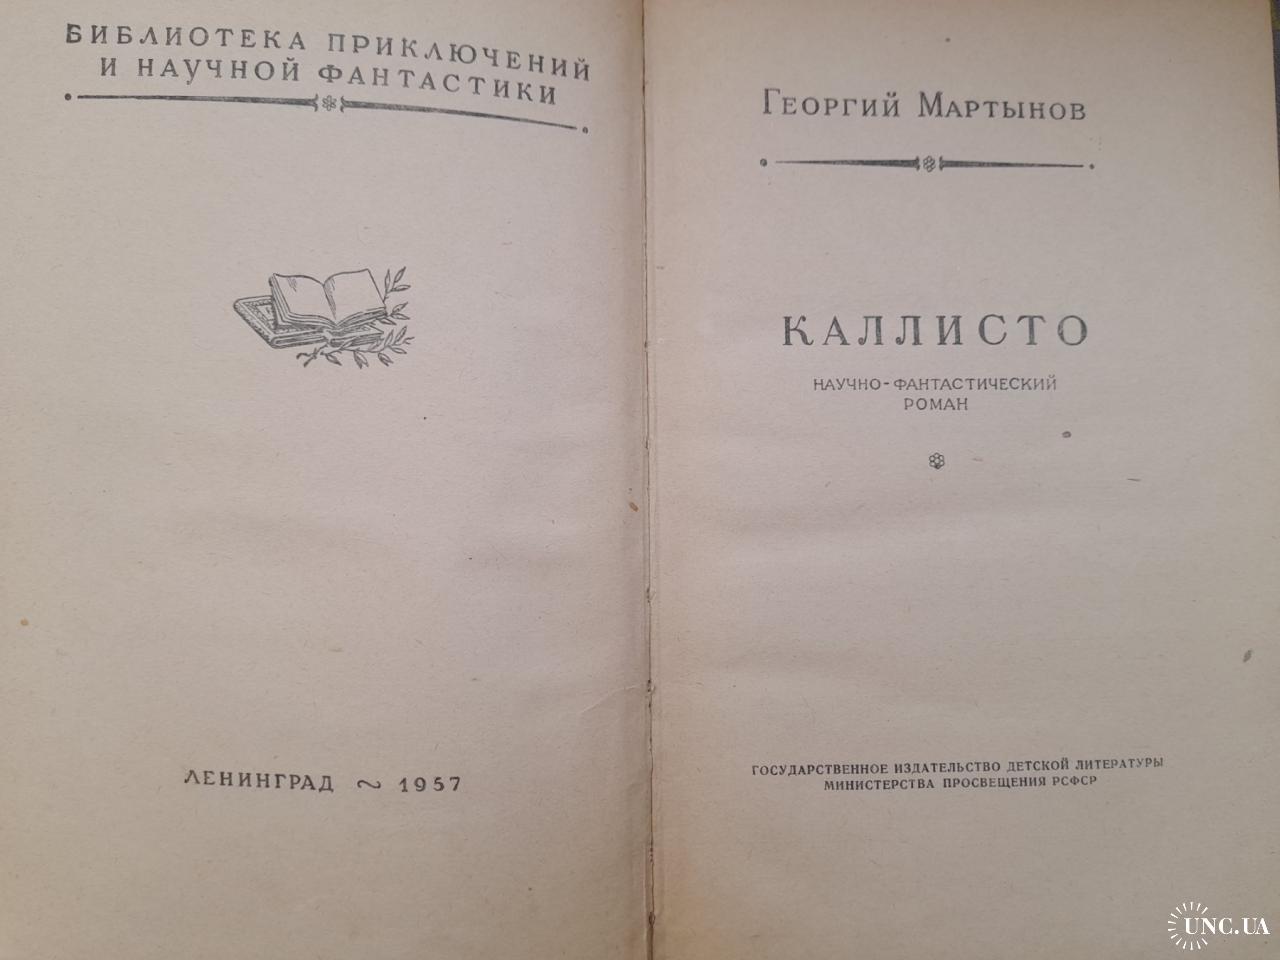 БИБЛИОТЕКА ПРИКЛЮЧЕНИЙ
И НАУЧНОЙ ФАНТАСТИКИ
ЛЕНИНГРАД ~ 1957
ГЕОРГИЙ МАРТЫНОВ
КАЛЛИСТО
НАУЧНО-ФАНТАСТИЧЕСКИЙ
РОМАН
ГОСУДАРСТВЕННОЕ ИЗДАТЕЛЬСТВО ДЕТСКОЙ ЛИТЕРАТУРЫ
МИНИСТЕРСТВА ПРОСВЕЩЕНИЯ РСФСР
UNC.UA